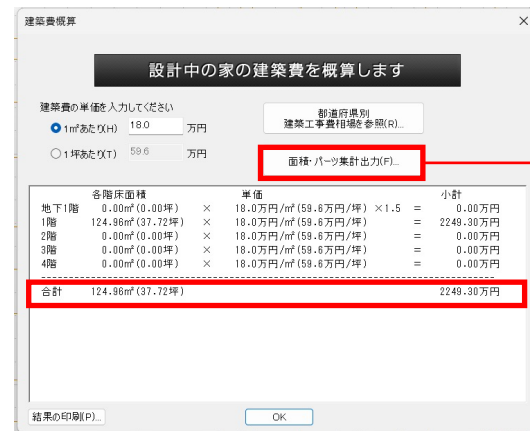 建築費概算
設計中の家の建築費を概算します
建築費の単価を入力してください
1㎡あたり(H) 18.0 万円
都道府県別
建築工事費相場を参照(R)...
1坪あたり(T) 59.6 万円
面積・パーツ集計出力(F)...
各階床面積 単価 小計
地下1階 0.00㎡(0.00坪) × 18.0万円/㎡(59.6万円/坪) ×1.5 = 0.00万円
1階 124.96㎡(37.72坪) × 18.0万円/㎡(59.6万円/坪) = 2249.30万円
2階 0.00㎡(0.00坪) × 18.0万円/㎡(59.6万円/坪) = 0.00万円
3階 0.00㎡(0.00坪) × 18.0万円/㎡(59.6万円/坪) = 0.00万円
4階 0.00㎡(0.00坪) × 18.0万円/㎡(59.6万円/坪) = 0.00万円
合計 124.96㎡(37.72坪) 2249.30万円
結果の印刷(P)... OK